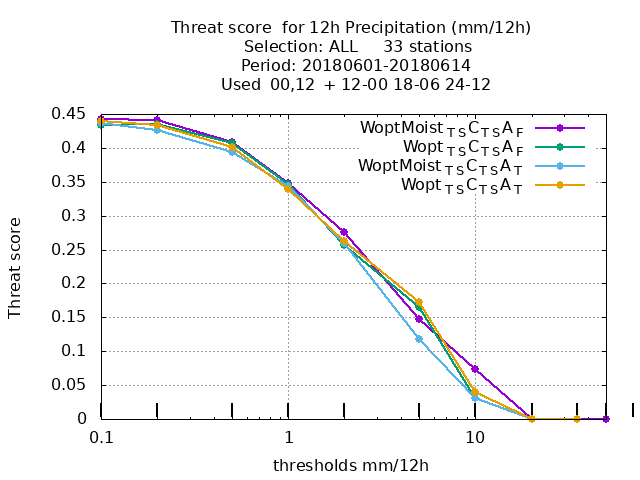 Threat score  for 12h Precipitation (mm/12h)
Selection: ALL     33 stations
Period: 20180601-20180614
Used  00,12  + 12-00 18-06 24-12
WoptMoist TS C TS A F
Wopt TS C TS A F
WoptMoist TS C TS A T
Wopt TS C TS A T
Threat score
0.45
0.4
0.35
0.3
0.25
0.2
0.15
0.1
0.05
0
0.1 1 10
thresholds mm/12h